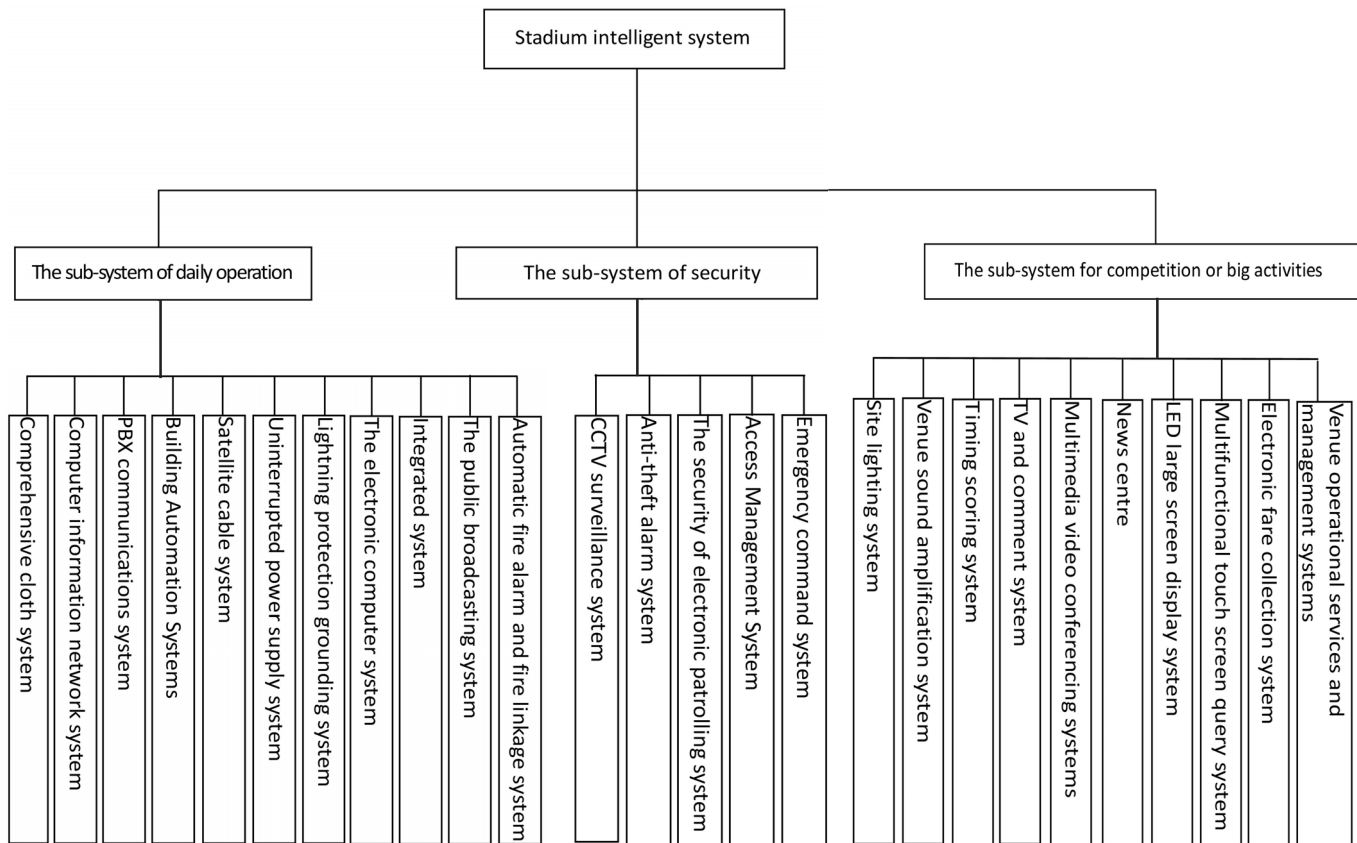 Stadium intelligent system
The sub-system of daily operation
The sub-system of security
The sub-system for competition or big activities
Comprehensive cloth system
Computer information network system
PBX communications system
Building Automation Systems
Satellite cable system
Uninterrupted power supply system
Lightning protection grounding system
The electronic computer system
Integrated system
The public broadcasting system
Automatic fire alarm and fire linkage system
CCTV surveillance system
Anti-theft alarm system
The security of electronic patrolling system
Access Management System
Emergency command system
Site lighting system
Venue sound amplification system
Timing scoring system
TV and comment system
Multimedia video conferencing systems
News centre
LED large screen display system
Multifunctional touch screen query system
Electronic fare collection system
Venue operational services and
management systems